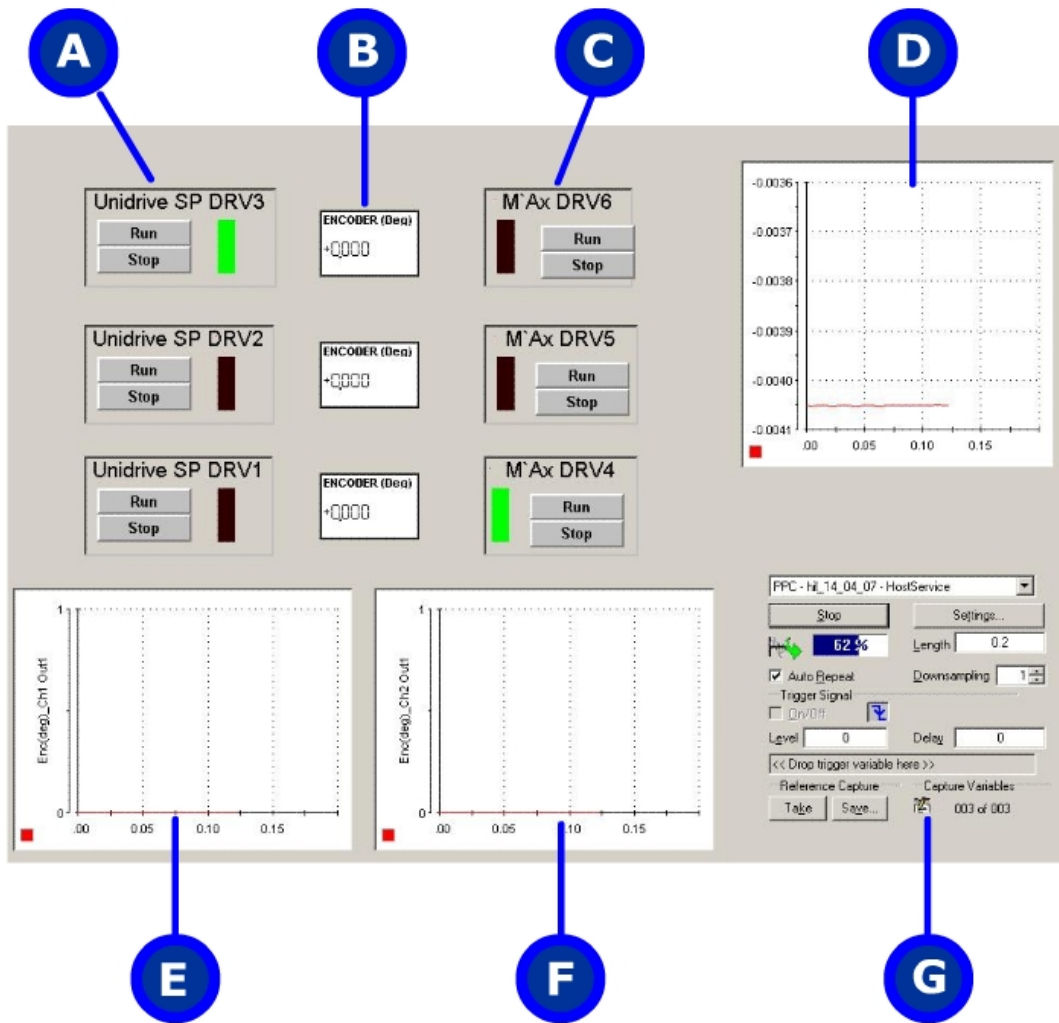 A
B
C
D
Unidrive SP DRV3
Run
Stop
ENCODER (Deg)
+0,000
M`Ax DRV6
Run
Stop
-0.0036
-0.0037
-0.0038
-0.0039
-0.0040
-0.0041
.00 0.05 0.10 0.15
Unidrive SP DRV2
Run
Stop
ENCODER (Deg)
+0,000
M`Ax DRV5
Run
Stop
Unidrive SP DRV1
Run
Stop
ENCODER (Deg)
+0,000
M`Ax DRV4
Run
Stop
1
Enc(deg)_Ch1 Out1
0
.00 0.05 0.10 0.15
1
Enc(deg)_Ch2 Out1
0
.00 0.05 0.10 0.15
PPC - hil_14_04_07 - HostService
Stop Settings...
62 % Length 0.2
Auto Repeat Downsampling 1
Trigger Signal
On/Off
Level 0 Delay 0
<< Drop trigger variable here >>
Reference Capture Capture Variables
Take Save... 003 of 003
E
F
G